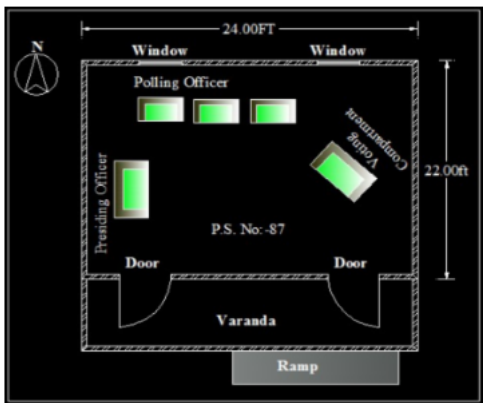 24.00FT
N
Window
Window
Polling Officer
Voting
Compartment
22.00ft
Presiding Officer
P.S. No:-87
Door
Door
Varanda
Ramp